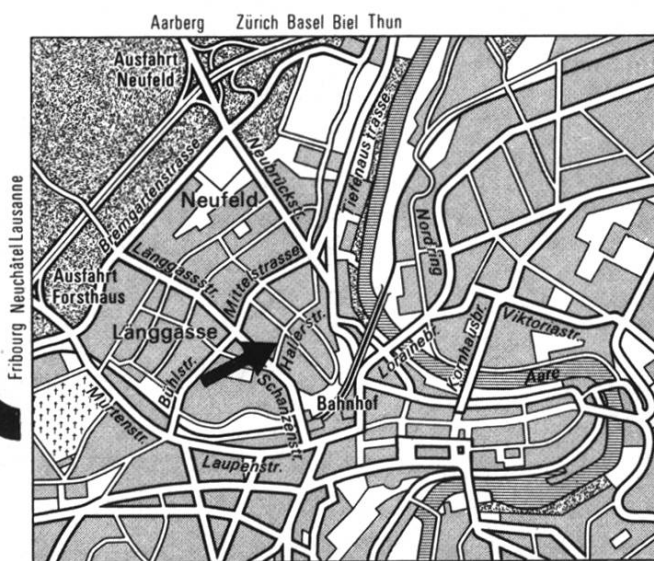 Aarberg Zürich Basel Biel Thun
Ausfahrt
Neufeld
Fribourg Neuchâtel Lausanne
Bremgartenstrasse
Neubrückstr.
Tiefenaustrasse
Neufeld
Nordring
Länggassstr.
Mittelstrasse
Ausfahrt
Forsthaus
Länggasse
Hallerstr.
Viktoriastr.
Lorainebr.
Kornhausbr.
Bühlstr.
Aare
Schanzenstr.
Bahnhof
Murtenstr.
Laupenstr.